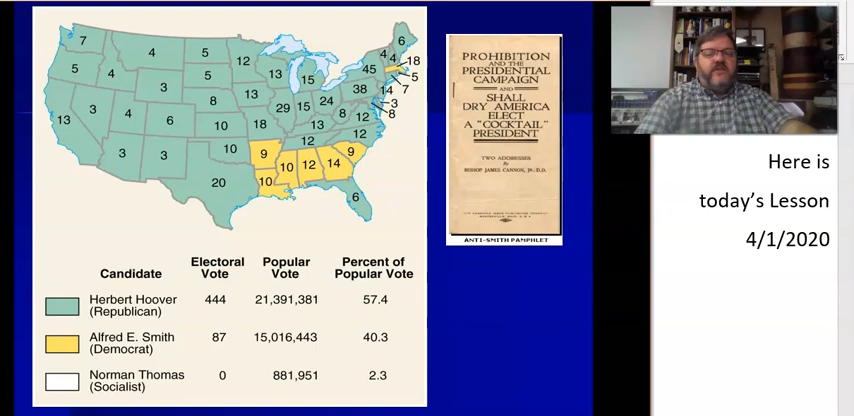 7
4
5
12
6
4
4
18
5
4
5
13
15
45
5
7
3
3
8
13
38
14
3
8
13
3
4
6
10
29
15
24
8
12
18
13
12
12
3
3
10
9
9
20
10
10
12
14
6
Candidate Electoral Vote Popular Vote Percent of Popular Vote
Herbert Hoover 444 21,391,381 57.4
(Republican)
Alfred E. Smith 87 15,016,443 40.3
(Democrat)
Norman Thomas 0 881,951 2.3
(Socialist)
PROHIBITION
AND THE
PRESIDENTIAL
CAMPAIGN
AND
SHALL
DRY AMERICA
ELECT
A "COCKTAIL"
PRESIDENT
TWO ADDRESSES
By
BISHOP JAMES CANNON, JR., D.D.
ANTI-SMITH PAMPHLET
Here is
today's Lesson
4/1/2020